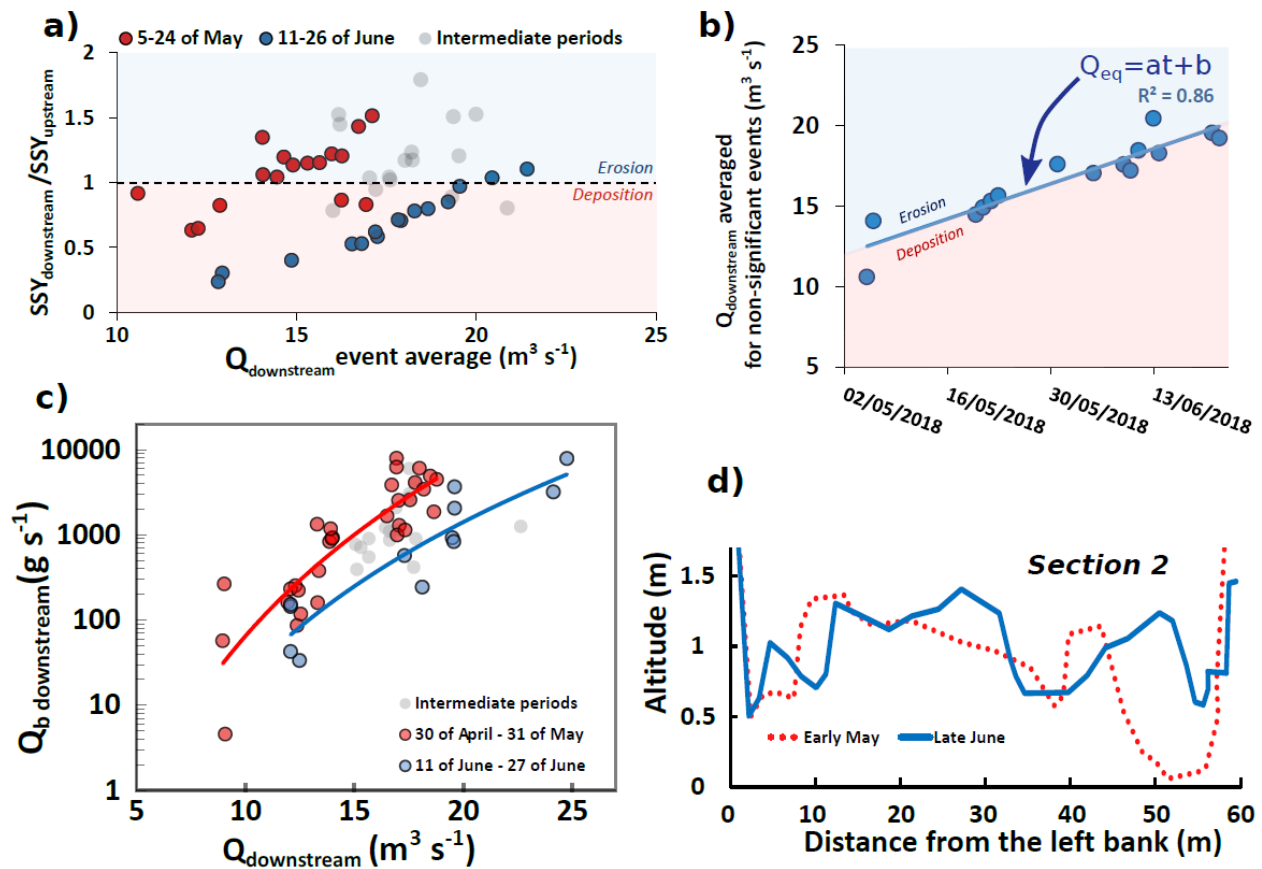 a)
5-24 of May 11-26 of June Intermediate periods
SSYdownstream/SSYupstream
2
1.5
1
0.5
0
Erosion
Deposition
10 15 20 25
Qdownstream event average (m³ s⁻¹)
b)
Qdownstream averaged
for non-significant events (m³ s⁻¹)
25
20
15
10
5
Qeq=at+b
R² = 0.86
Erosion
Deposition
02/05/2018 16/05/2018 30/05/2018 13/06/2018
c)
Qb downstream (g s⁻¹)
10000
1000
100
10
1
Intermediate periods
30 of April - 31 of May
11 of June - 27 of June
5 10 15 20 25
Qdownstream (m³ s⁻¹)
d)
Section 2
Altitude (m)
1.5
1
0.5
0
Early May Late June
0 10 20 30 40 50 60
Distance from the left bank (m)